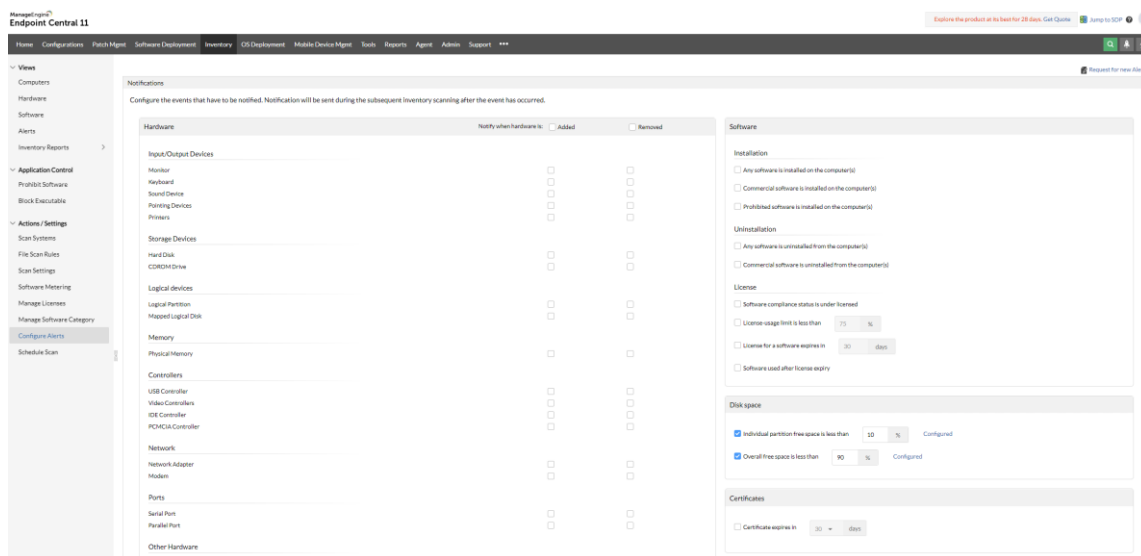 ManageEngine
Endpoint Central 11
Explore the product at its best for 28 days. Get Quote
Jump to SDP
Home Configurations Patch Mgmt Software Deployment Inventory OS Deployment Mobile Device Mgmt Tools Reports Agent Admin Support •••
Views
Computers
Hardware
Software
Alerts
Inventory Reports
Application Control
Prohibit Software
Block Executable
Actions / Settings
Scan Systems
File Scan Rules
Scan Settings
Software Metering
Manage Licenses
Manage Software Category
Configure Alerts
Schedule Scan
Request for new Ale
Notifications
Configure the events that have to be notified. Notification will be sent during the subsequent Inventory scanning after the event has occurred.
Hardware Notify when hardware is: Added Removed
Input/Output Devices
Monitor
Keyboard
Sound Device
Pointing Devices
Printers
Storage Devices
Hard Disk
CDROM Drive
Logical devices
Logical Partition
Mapped Logical Disk
Memory
Physical Memory
Controllers
USB Controller
Video Controllers
IDE Controller
PCMCIA Controller
Network
Network Adapter
Modem
Ports
Serial Port
Parallel Port
Other Hardware
Software
Installation
Any software is installed on the computer(s)
Commercial software is installed on the computer(s)
Prohibited software is installed on the computer(s)
Uninstallation
Any software is uninstalled from the computer(s)
Commercial software is uninstalled from the computer(s)
License
Software compliance status is under licensed
License-usage limit is less than 75 %
License for a software expires in 30 days
Software used after license expiry
Disk space
Individual partition free space is less than 10 % Configured
Overall free space is less than 90 % Configured
Certificates
Certificate expires in 30 days